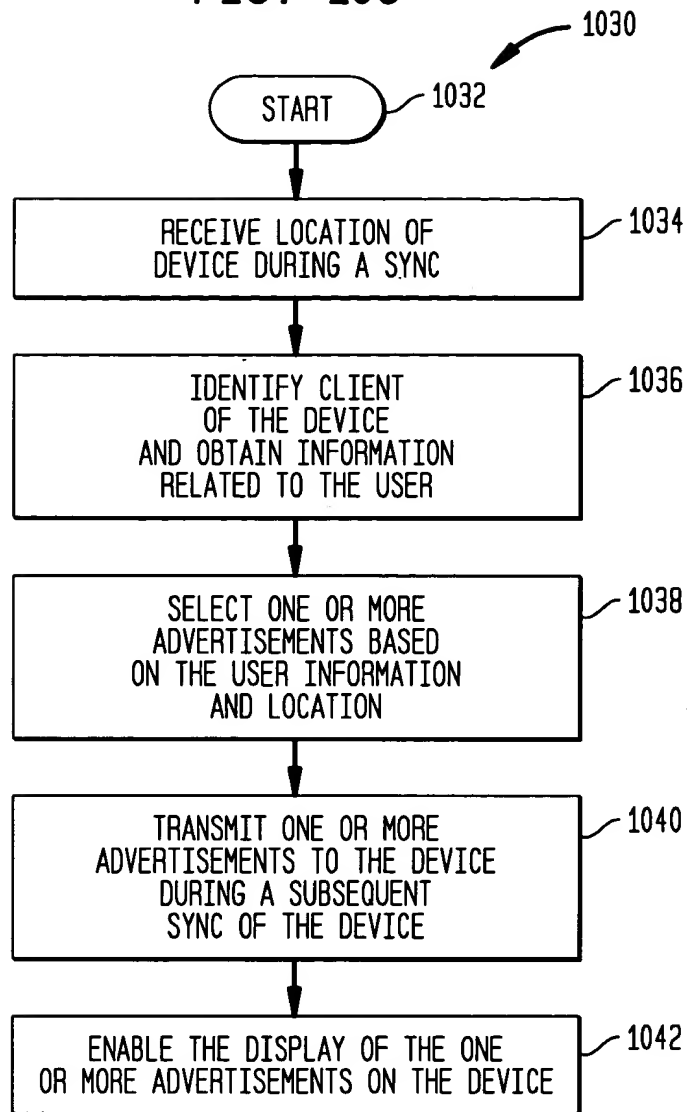 1030
START
1032
RECEIVE LOCATION OF
DEVICE DURING A SYNC
1034
IDENTIFY CLIENT
OF THE DEVICE
AND OBTAIN INFORMATION
RELATED TO THE USER
1036
SELECT ONE OR MORE
ADVERTISEMENTS BASED
ON THE USER INFORMATION
AND LOCATION
1038
TRANSMIT ONE OR MORE
ADVERTISEMENTS TO THE DEVICE
DURING A SUBSEQUENT
SYNC OF THE DEVICE
1040
ENABLE THE DISPLAY OF THE ONE
OR MORE ADVERTISEMENTS ON THE DEVICE
1042